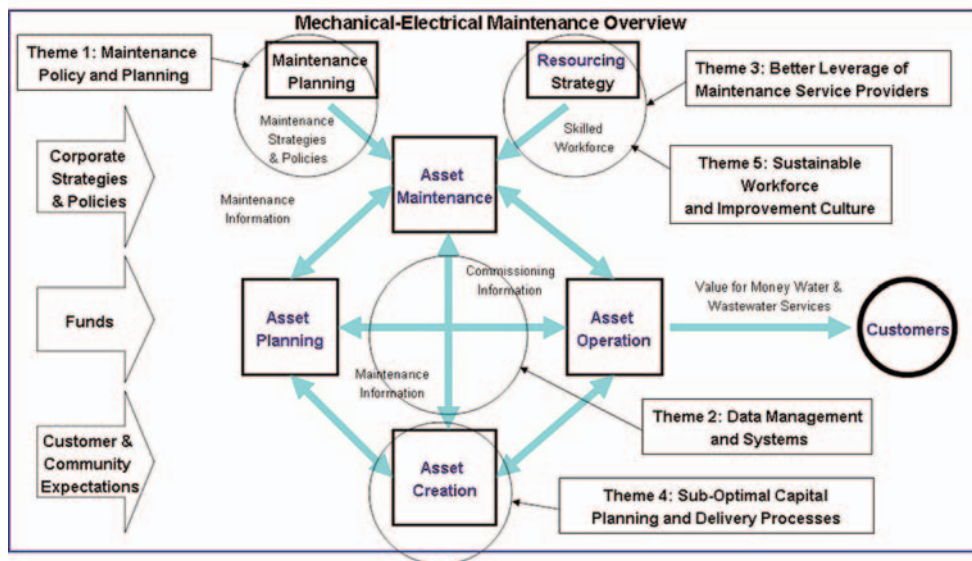 Mechanical-Electrical Maintenance Overview
Theme 1: Maintenance
Policy and Planning
Maintenance
Planning
Resourcing
Strategy
Theme 3: Better Leverage of
Maintenance Service Providers
Maintenance
Strategies
& Policies
Skilled
Workforce
Corporate
Strategies
& Policies
Asset
Maintenance
Theme 5: Sustainable
Workforce
and Improvement Culture
Maintenance
Information
Commissioning
Information
Value for Money Water &
Wastewater Services
Funds
Asset
Planning
Asset
Operation
Customers
Maintenance
Information
Theme 2: Data Management
and Systems
Customer &
Community
Expectations
Asset
Creation
Theme 4: Sub-Optimal Capital
Planning and Delivery Processes